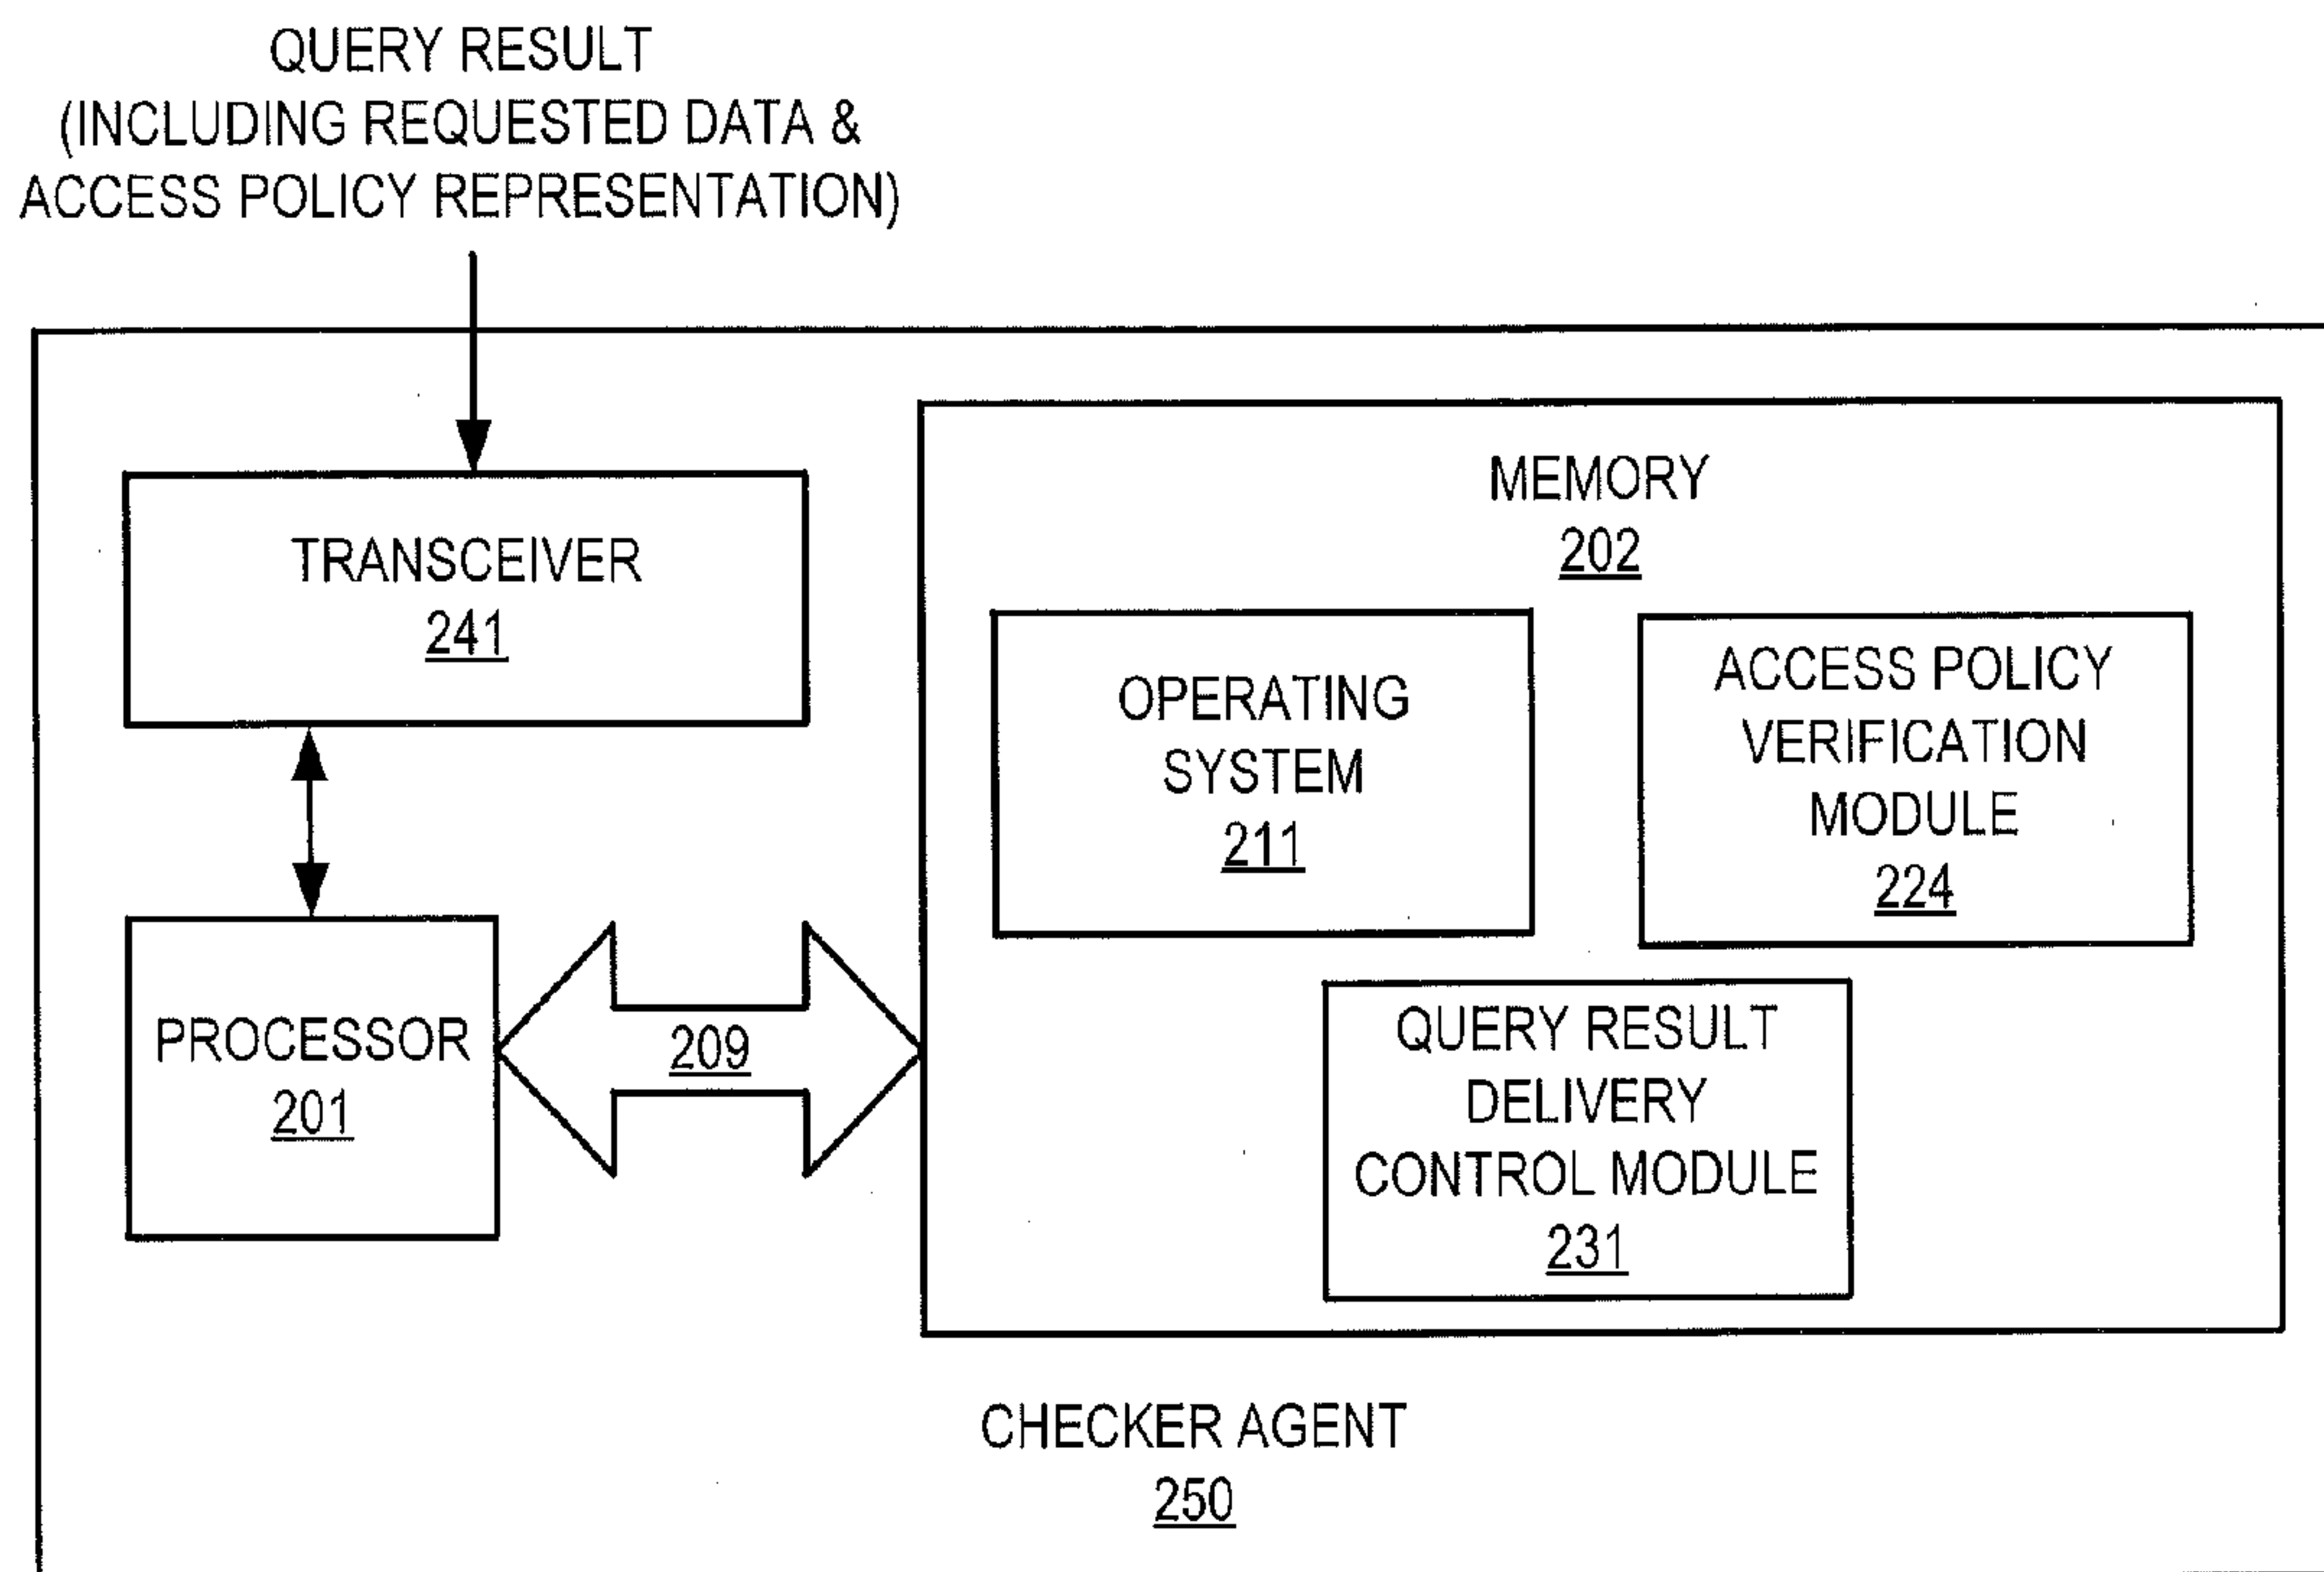 QUERY RESULT
(INCLUDING REQUESTED DATA &
ACCESS POLICY REPRESENTATION)
TRANSCEIVER
241
PROCESSOR
201
209
MEMORY
202
OPERATING
SYSTEM
211
ACCESS POLICY
VERIFICATION
MODULE
224
QUERY RESULT
DELIVERY
CONTROL MODULE
231
CHECKER AGENT
250